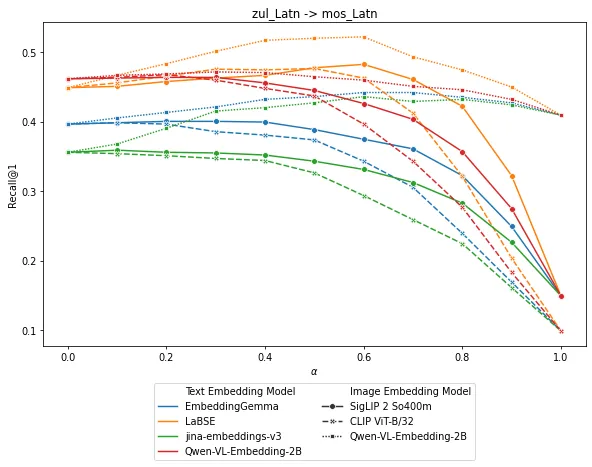 zul_Latn -> mos_Latn
Recall@1
0.5
0.4
0.3
0.2
0.1
0.0 0.2 0.4 0.6 0.8 1.0
α
Text Embedding Model Image Embedding Model
EmbeddingGemma SigLIP 2 So400m
LaBSE CLIP ViT-B/32
jina-embeddings-v3 Qwen-VL-Embedding-2B
Qwen-VL-Embedding-2B